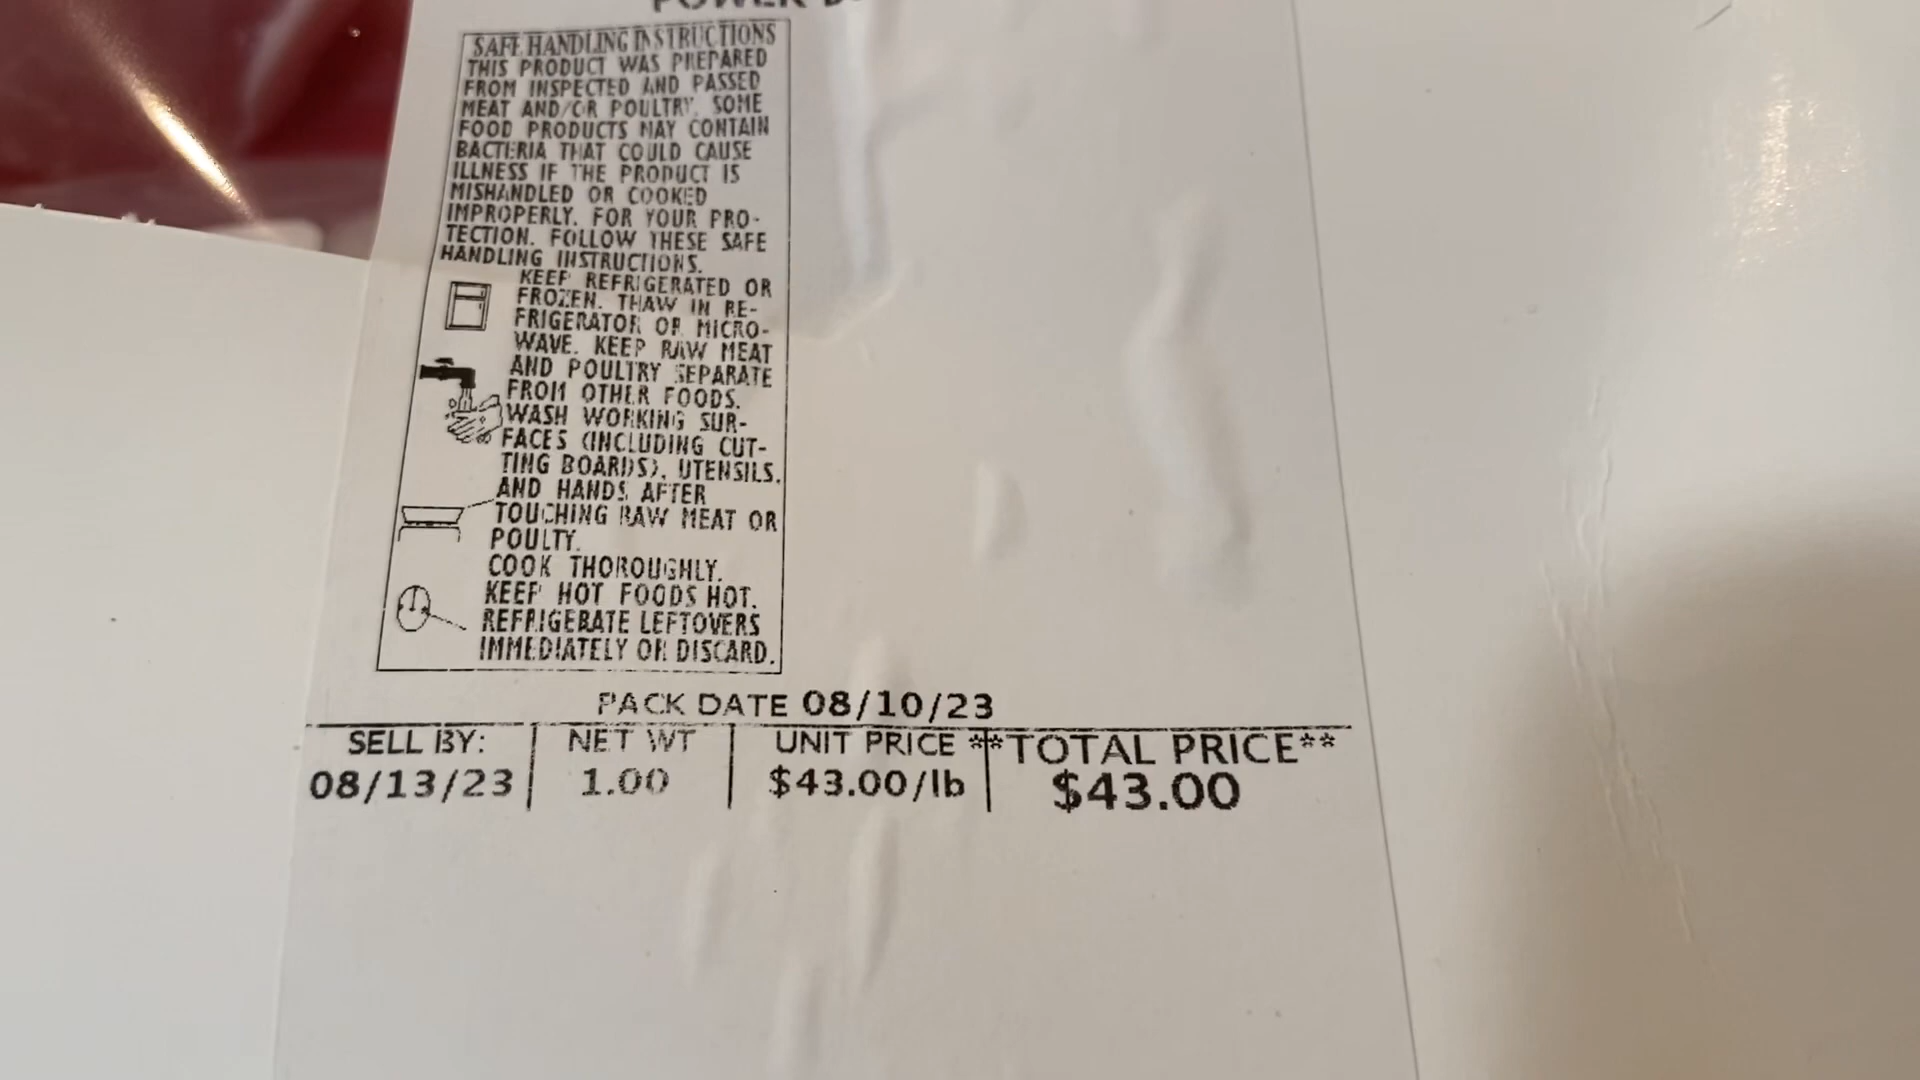 POWER
SAFE HANDLING INSTRUCTIONS
THIS PRODUCT WAS PREPARED
FROM INSPECTED AND PASSED
MEAT AND/OR POULTRY. SOME
FOOD PRODUCTS MAY CONTAIN
BACTERIA THAT COULD CAUSE
ILLNESS IF THE PRODUCT IS
MISHANDLED OR COOKED
IMPROPERLY. FOR YOUR PRO-
TECTION. FOLLOW THESE SAFE
HANDLING INSTRUCTIONS.
KEEP REFRIGERATED OR
FROZEN. THAW IN RE-
FRIGERATOR OR MICRO-
WAVE. KEEP RAW MEAT
AND POULTRY SEPARATE
FROM OTHER FOODS.
WASH WORKING SUR-
FACES (INCLUDING CUT-
TING BOARDS), UTENSILS.
AND HANDS AFTER
TOUCHING RAW MEAT OR
POULTY.
COOK THOROUGHLY.
KEEP HOT FOODS HOT.
REFRIGERATE LEFTOVERS
IMMEDIATELY OR DISCARD.
PACK DATE 08/10/23
SELL BY: NET WT UNIT PRICE **TOTAL PRICE**
08/13/23 1.00 $43.00/lb $43.00